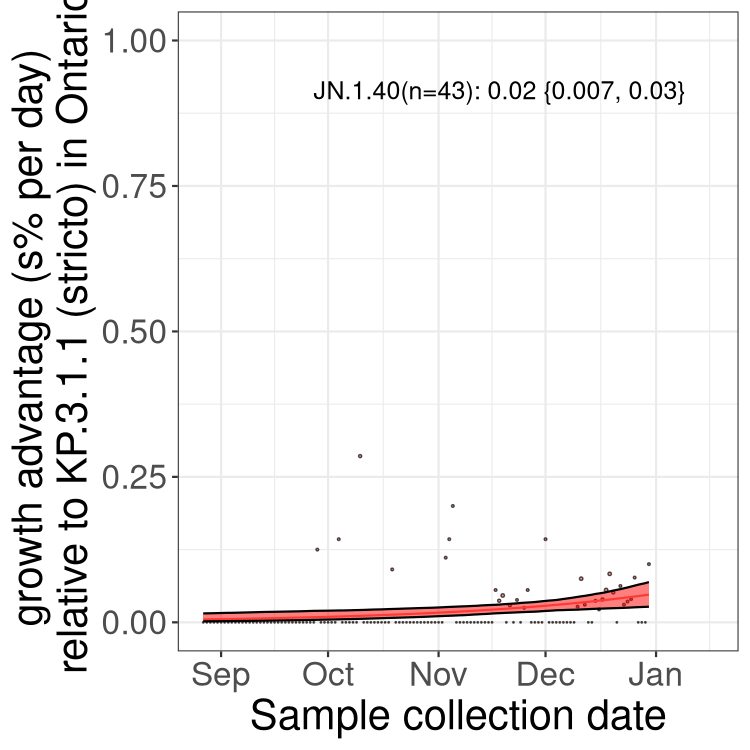 growth advantage (s% per day)
relative to KP.3.1.1 (stricto) in Ontario
1.00
JN.1.40(n=43): 0.02 {0.007, 0.03}
0.75
0.50
0.25
0.00
Sep Oct Nov Dec Jan
Sample collection date